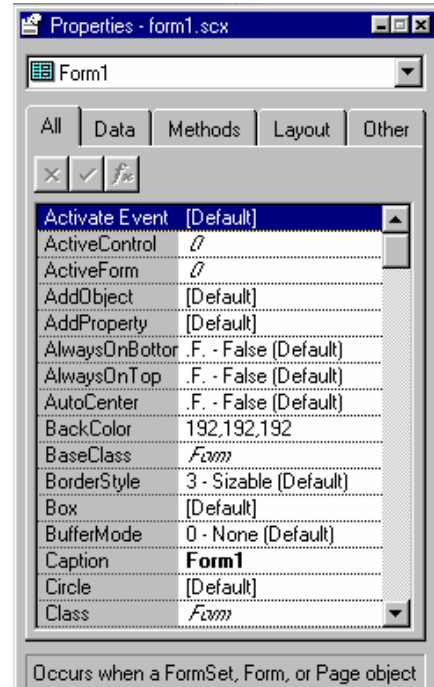 Properties - form1.scx
Form1
All Data Methods Layout Other
Activate Event [Default]
ActiveControl 0
ActiveForm 0
AddObject [Default]
AddProperty [Default]
AlwaysOnBottor .F. - False (Default)
AlwaysOnTop .F. - False (Default)
AutoCenter .F. - False (Default)
BackColor 192,192,192
BaseClass Form
BorderStyle 3 - Sizable (Default)
Box [Default]
BufferMode 0 - None (Default)
Caption Form1
Circle [Default]
Class Form
Occurs when a FormSet, Form, or Page object